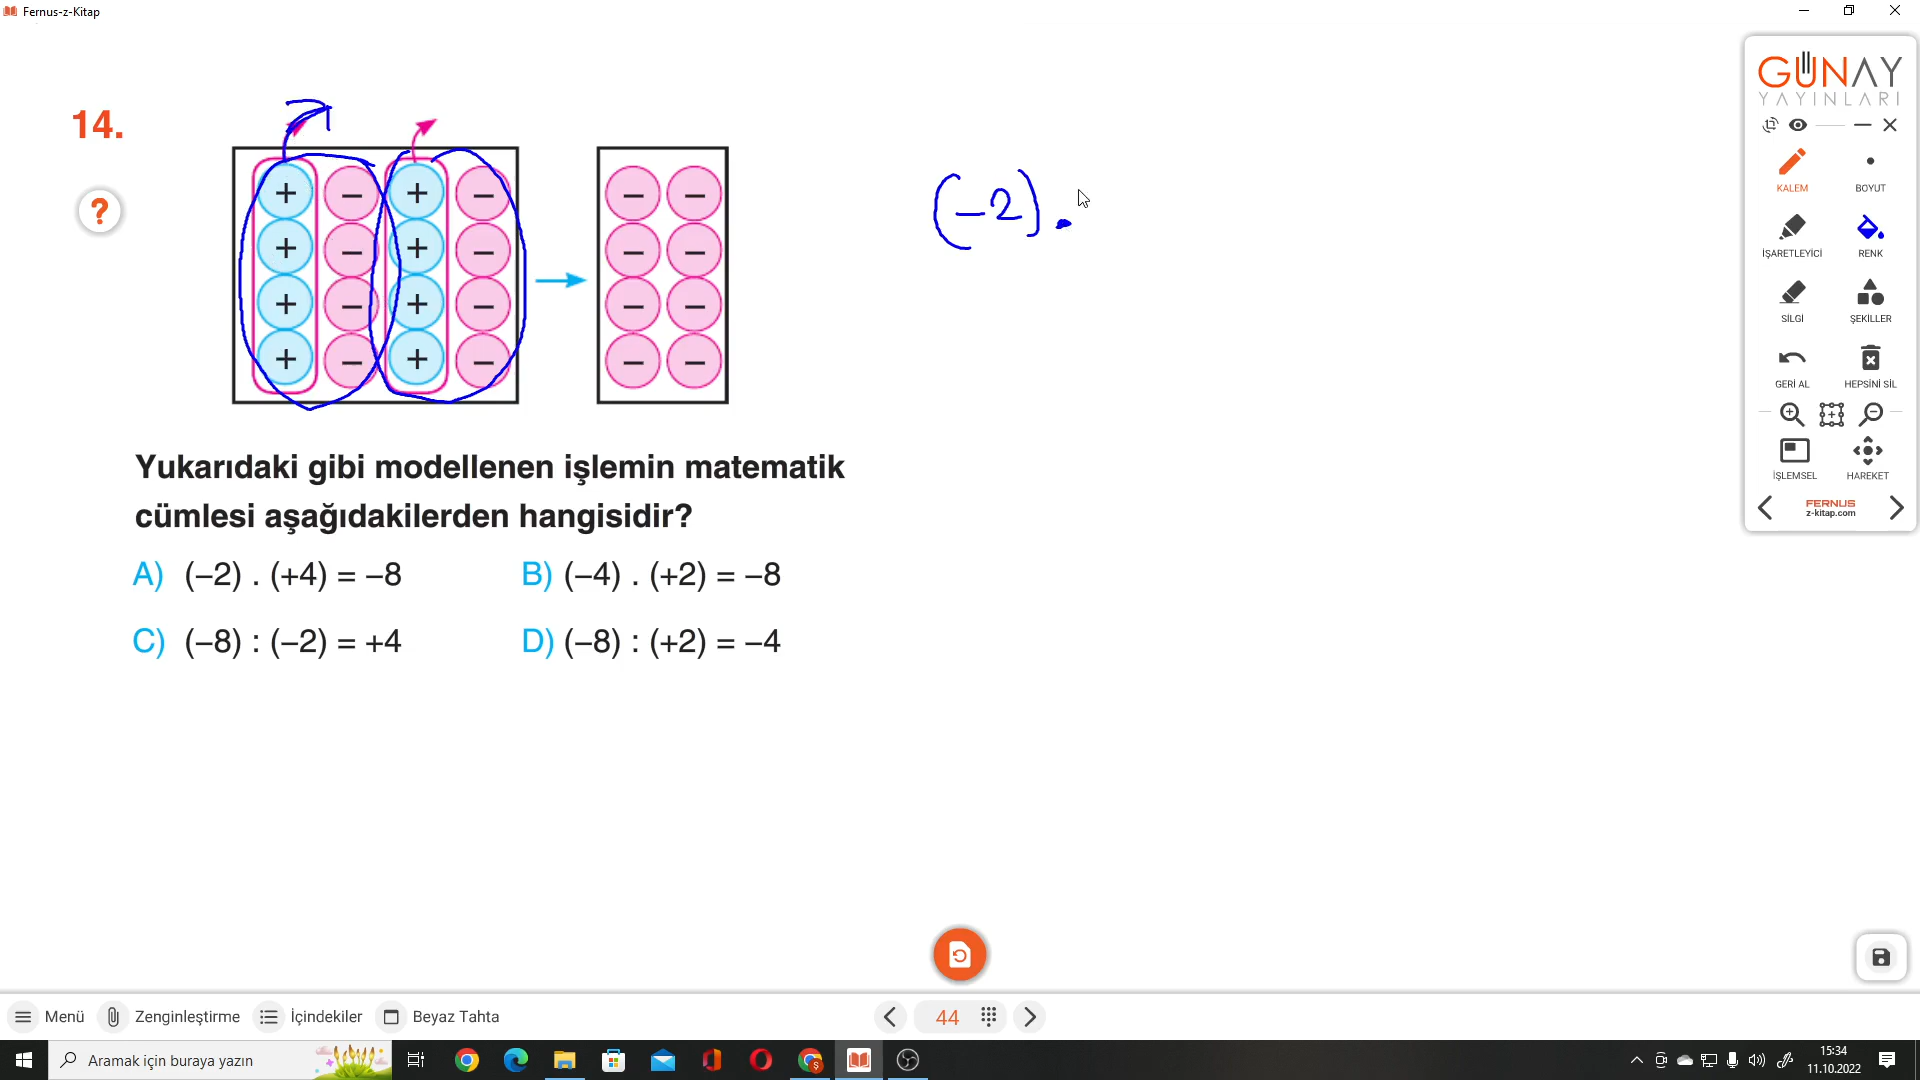 Fernus-z-Kitap
14.
?
+ − + −
+ − + −
+ − + −
+ − + −
− −
− −
− −
− −
(−2).
Yukarıdaki gibi modellenen işlemin matematik
cümlesi aşağıdakilerden hangisidir?
A) (−2) . (+4) = −8
B) (−4) . (+2) = −8
C) (−8) : (−2) = +4
D) (−8) : (+2) = −4
GÜNAY
YAYINLARI
KALEM
BOYUT
İŞARETLEYİCİ
RENK
SİLGİ
ŞEKİLLER
GERİ AL
HEPSİNİ SİL
İŞLEMSEL
HAREKET
FERNUS
z-kitap.com
Menü
Zenginleştirme
İçindekiler
Beyaz Tahta
44
Aramak için buraya yazın
15:34
11.10.2022